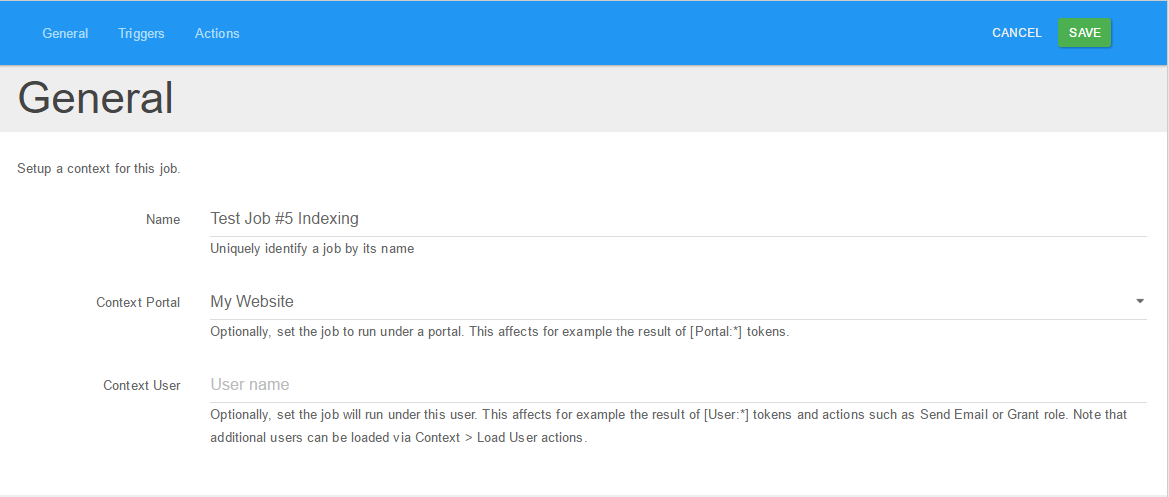 General Triggers Actions CANCEL SAVE
General
Setup a context for this job.
Name Test Job #5 Indexing
Uniquely identify a job by its name
Context Portal My Website
Optionally, set the job to run under a portal. This affects for example the result of [Portal:*] tokens.
Context User User name
Optionally, set the job will run under this user. This affects for example the result of [User:*] tokens and actions such as Send Email or Grant role. Note that
additional users can be loaded via Context > Load User actions.